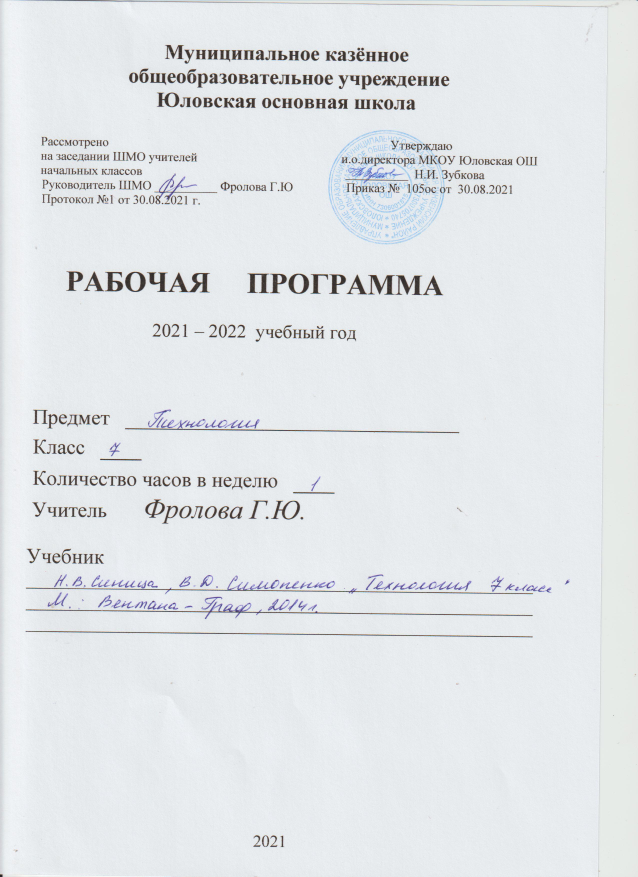 Муниципальное казённое
общеобразовательное учреждение
Юловская основная школа
Рассмотрено
на заседании ШМО учителей
начальных классов
Руководитель ШМО Фролова Г.Ю
Протокол №1 от 30.08.2021 г.
Утверждаю
и.о.директора МКОУ Юловская ОШ
Н.И. Зубкова
Приказ № 105ос от 30.08.2021
РАБОЧАЯ ПРОГРАММА
2021 – 2022 учебный год
Предмет Технология
Класс 7
Количество часов в неделю 1
Учитель Фролова Г.Ю.
Учебник
Н.В. Синица, В.Д. Симоненко „Технология 7 класс"
М.: Вентана-Граф, 2014г.
2021